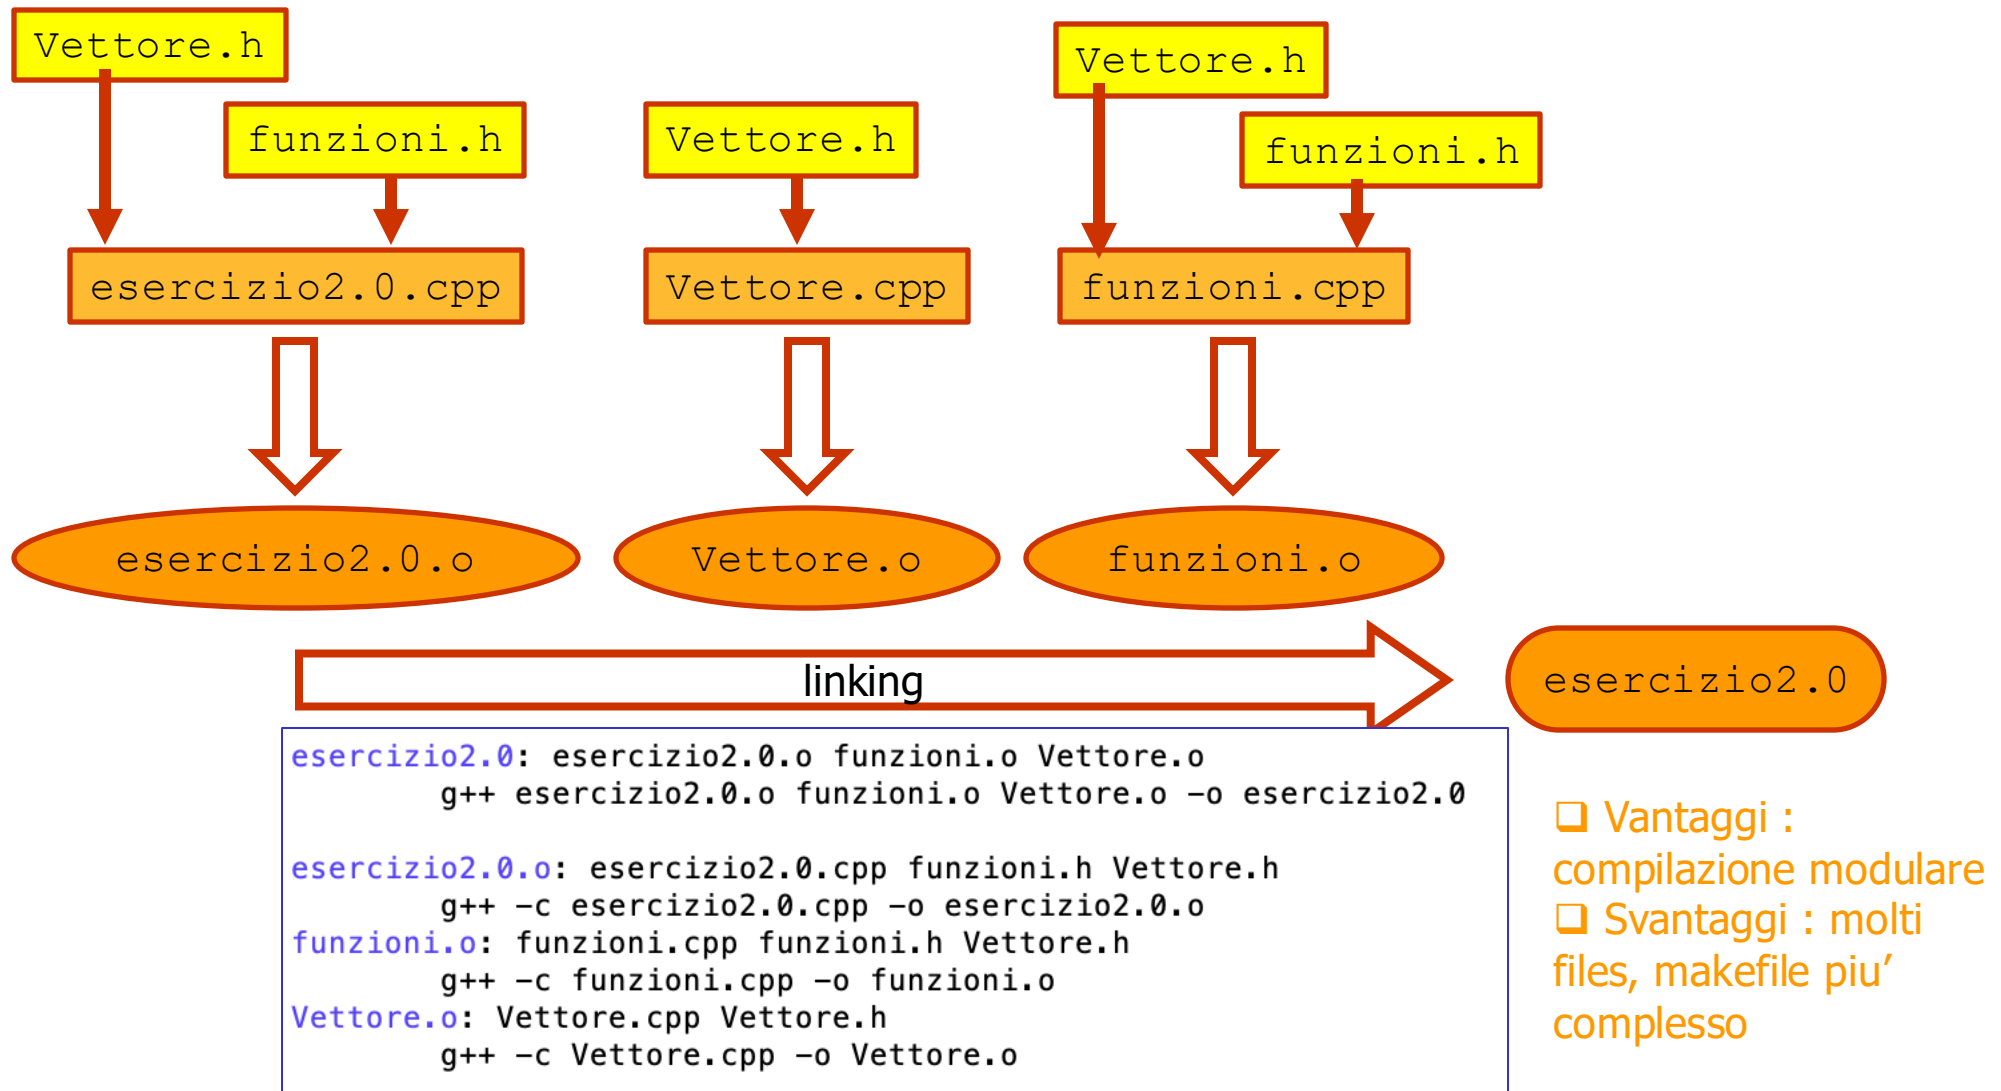 Vettore.h
funzioni.h
Vettore.h
Vettore.h
funzioni.h
esercizio2.0.cpp
Vettore.cpp
funzioni.cpp
esercizio2.0.o
Vettore.o
funzioni.o
linking
esercizio2.0
esercizio2.0: esercizio2.0.o funzioni.o Vettore.o
g++ esercizio2.0.o funzioni.o Vettore.o –o esercizio2.0
esercizio2.0.o: esercizio2.0.cpp funzioni.h Vettore.h
g++ –c esercizio2.0.cpp –o esercizio2.0.o
funzioni.o: funzioni.cpp funzioni.h Vettore.h
g++ –c funzioni.cpp –o funzioni.o
Vettore.o: Vettore.cpp Vettore.h
g++ –c Vettore.cpp –o Vettore.o
❑ Vantaggi :
compilazione modulare
❑ Svantaggi : molti
files, makefile piu’
complesso